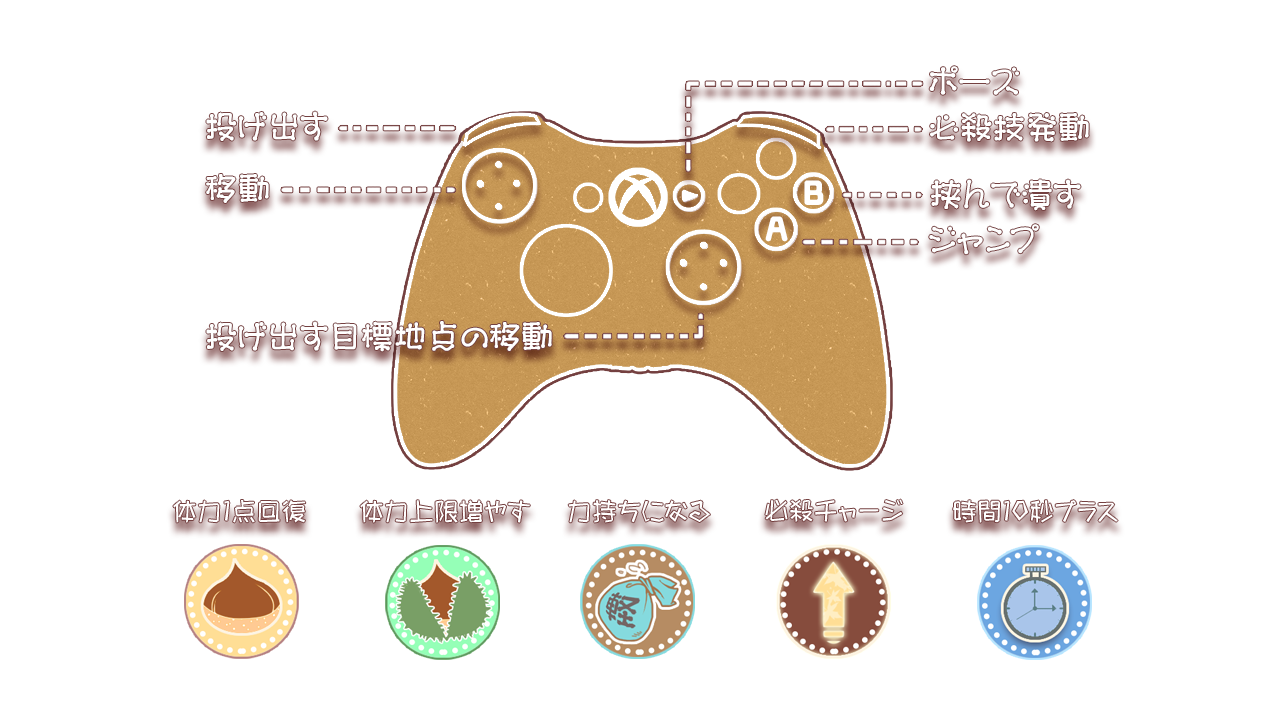 ポーズ
投げ出す
必殺技発動
移動
B
挟んで潰す
A
ジャンプ
投げ出す目標地点の移動
体力1点回復
体力上限増やす
力持ちになる
必殺チャージ
時間10秒プラス